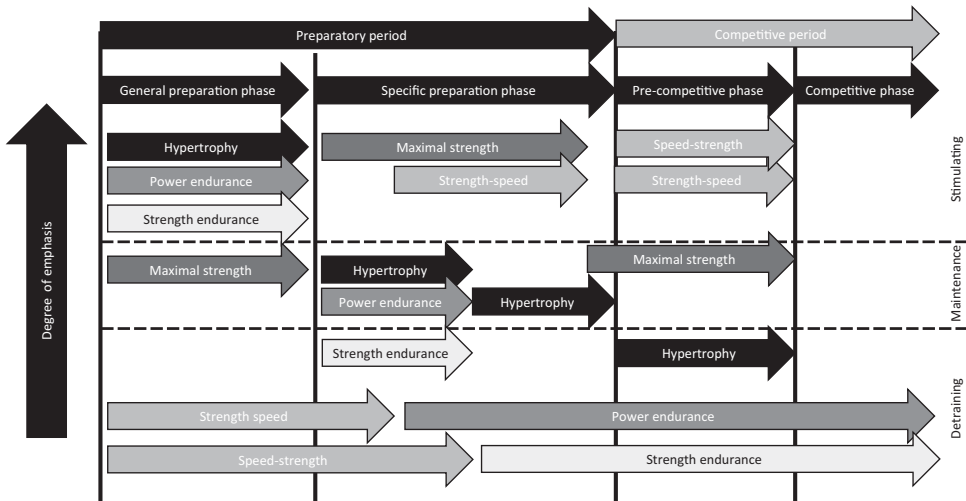 Preparatory period
Competitive period
General preparation phase
Specific preparation phase
Pre-competitive phase
Competitive phase
Hypertrophy
Maximal strength
Speed-strength
Power endurance
Strength-speed
Strength-speed
Strength endurance
Stimulating
Maximal strength
Hypertrophy
Maximal strength
Power endurance
Hypertrophy
Maintenance
Strength endurance
Hypertrophy
Strength speed
Power endurance
Speed-strength
Strength endurance
Detraining
Degree of emphasis